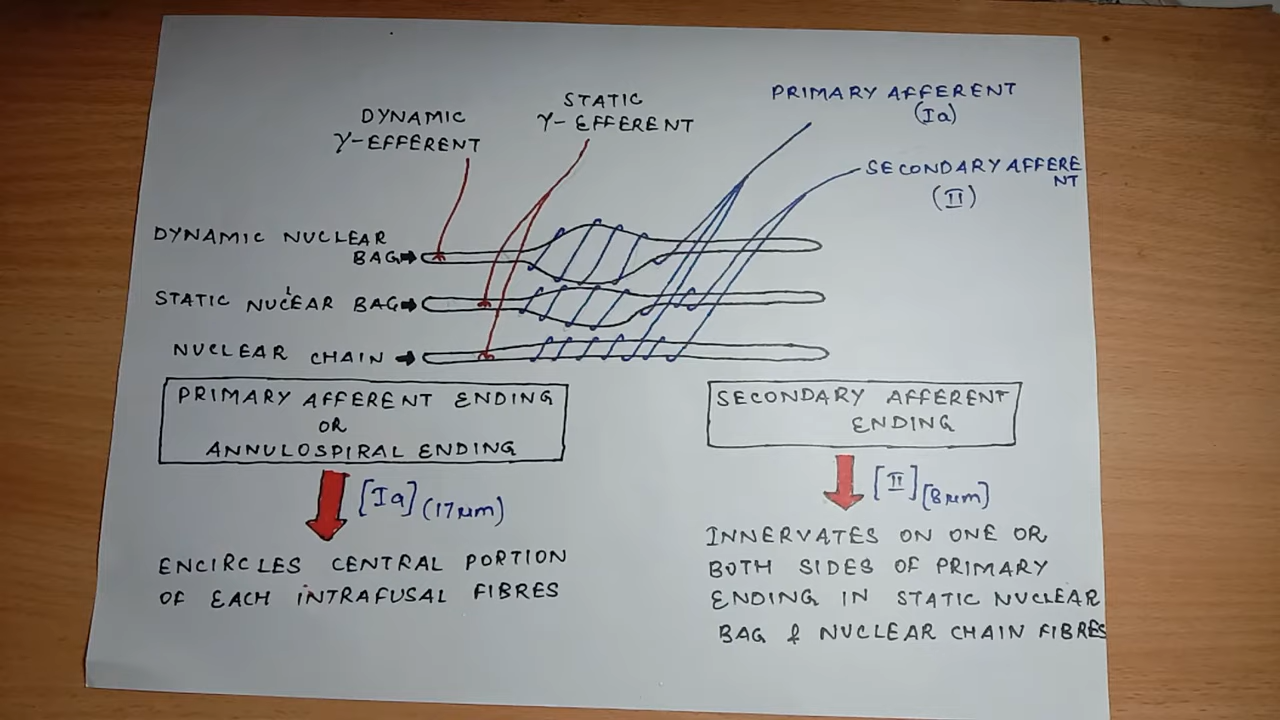 DYNAMIC
γ-EFFERENT
STATIC
γ-EFFERENT
PRIMARY AFFERENT
(Ia)
SECONDARY AFFERE
NT
(II)
DYNAMIC NUCLEAR
BAG
STATIC NUCLEAR BAG
NUCLEAR CHAIN
PRIMARY AFFERENT ENDING
OR
ANNULOSPIRAL ENDING
[Ia] (17μm)
ENCIRCLES CENTRAL PORTION
OF EACH INTRAFUSAL FIBRES
SECONDARY AFFERENT
ENDING
[II] [8μm)
INNERVATES ON ONE OR
BOTH SIDES OF PRIMARY
ENDING IN STATIC NUCLEAR
BAG & NUCLEAR CHAIN FIBRES